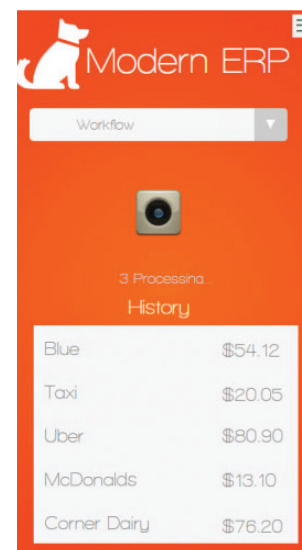 Modern ERP
Workflow
3 Processing...
History
Blue $54.12
Taxi $20.05
Uber $80.90
McDonalds $13.10
Corner Dairy $76.20